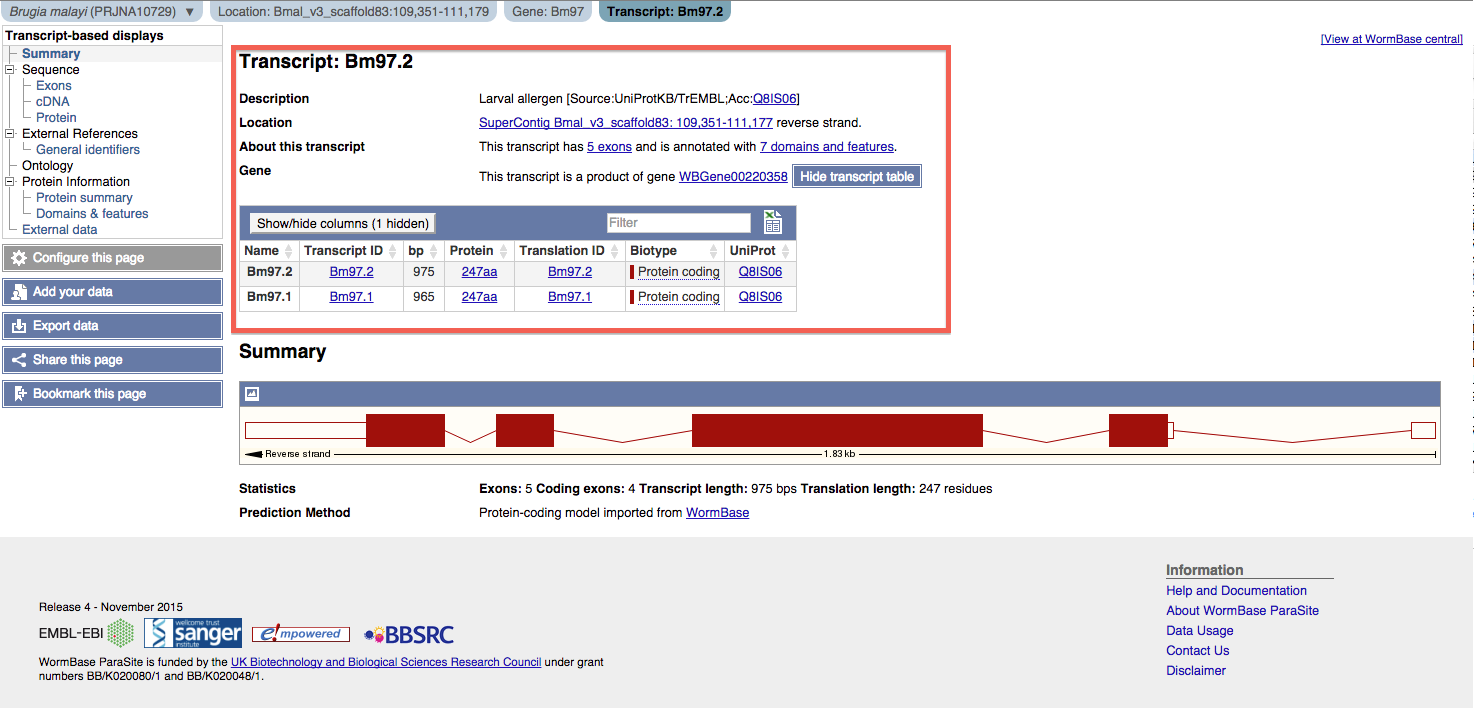 Brugia malayi (PRJNA10729) ▼ Location: Bmal_v3_scaffold83:109,351-111,179 Gene: Bm97 Transcript: Bm97.2
[View at WormBase central]
Transcript-based displays
Summary
Sequence
Exons
cDNA
Protein
External References
General identifiers
Ontology
Protein Information
Protein summary
Domains & features
External data
Configure this page
Add your data
Export data
Share this page
Bookmark this page
Transcript: Bm97.2
Description Larval allergen [Source:UniProtKB/TrEMBL;Acc:Q8IS06]
Location SuperContig Bmal_v3_scaffold83: 109,351-111,177 reverse strand.
About this transcript This transcript has 5 exons and is annotated with 7 domains and features.
Gene This transcript is a product of gene WBGene00220358 Hide transcript table
Show/hide columns (1 hidden) Filter
Name Transcript ID bp Protein Translation ID Biotype UniProt
Bm97.2 Bm97.2 975 247aa Bm97.2 Protein coding Q8IS06
Bm97.1 Bm97.1 965 247aa Bm97.1 Protein coding Q8IS06
Summary
Reverse strand 1.83 kb
Statistics Exons: 5 Coding exons: 4 Transcript length: 975 bps Translation length: 247 residues
Prediction Method Protein-coding model imported from WormBase
Release 4 - November 2015
EMBL-EBI wellcome trust sanger institute e!mpowered BBSRC
WormBase ParaSite is funded by the UK Biotechnology and Biological Sciences Research Council under grant
numbers BB/K020080/1 and BB/K020048/1.
Information
Help and Documentation
About WormBase ParaSite
Data Usage
Contact Us
Disclaimer